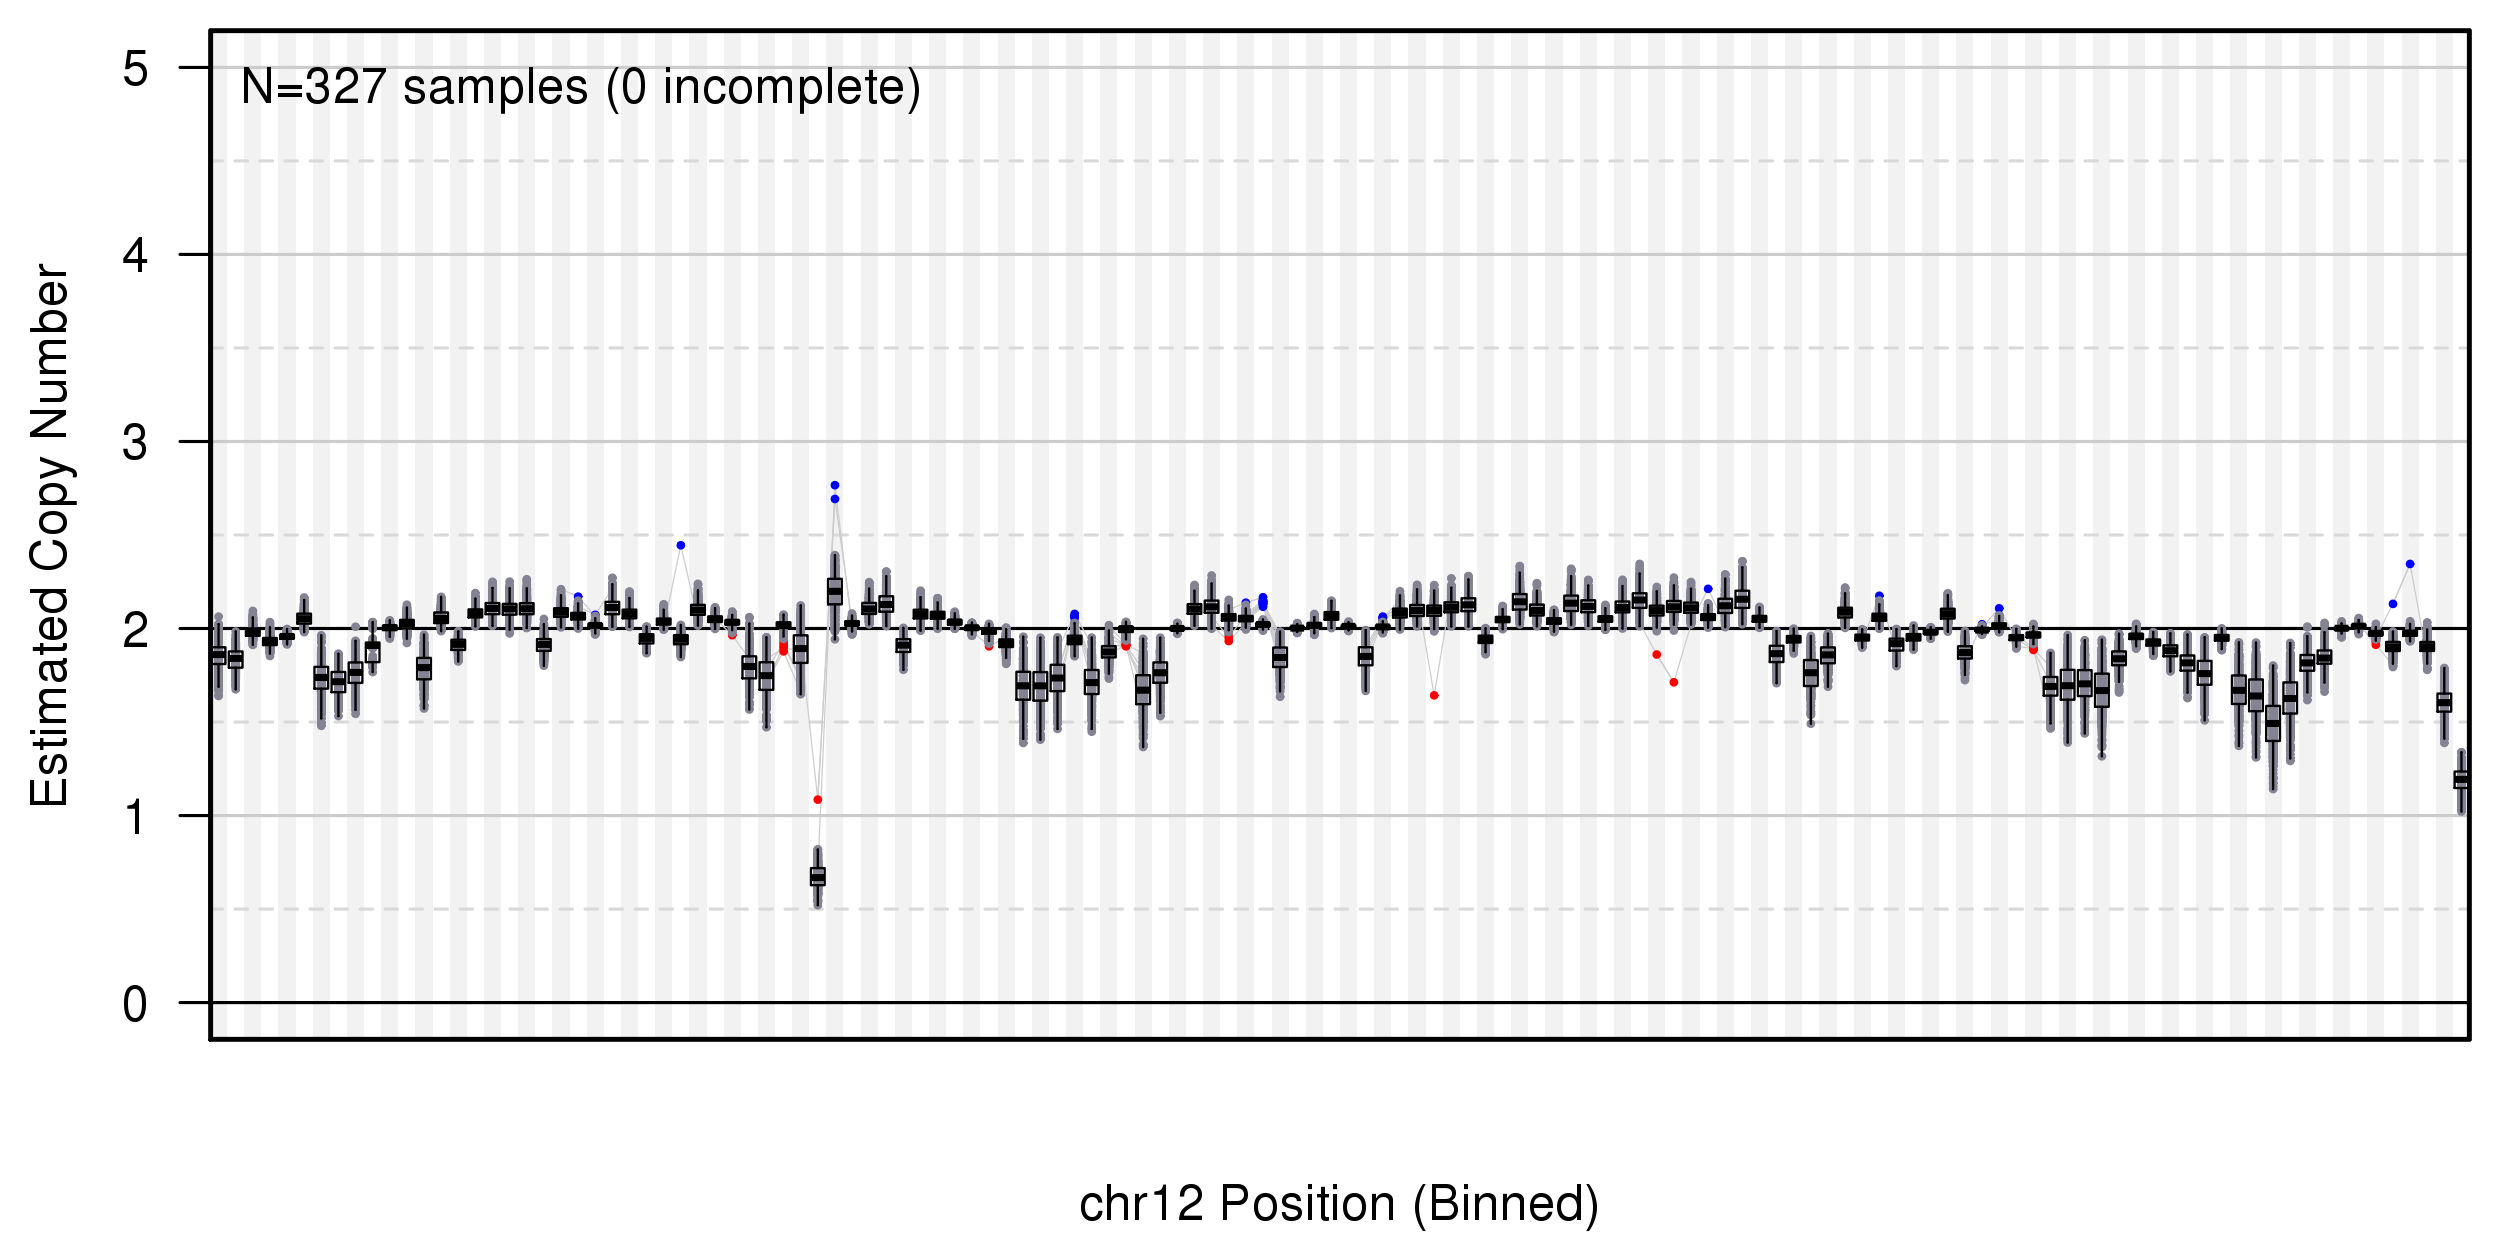 N=327 samples (0 incomplete)
5
4
3
2
1
0
Estimated Copy Number
chr12 Position (Binned)